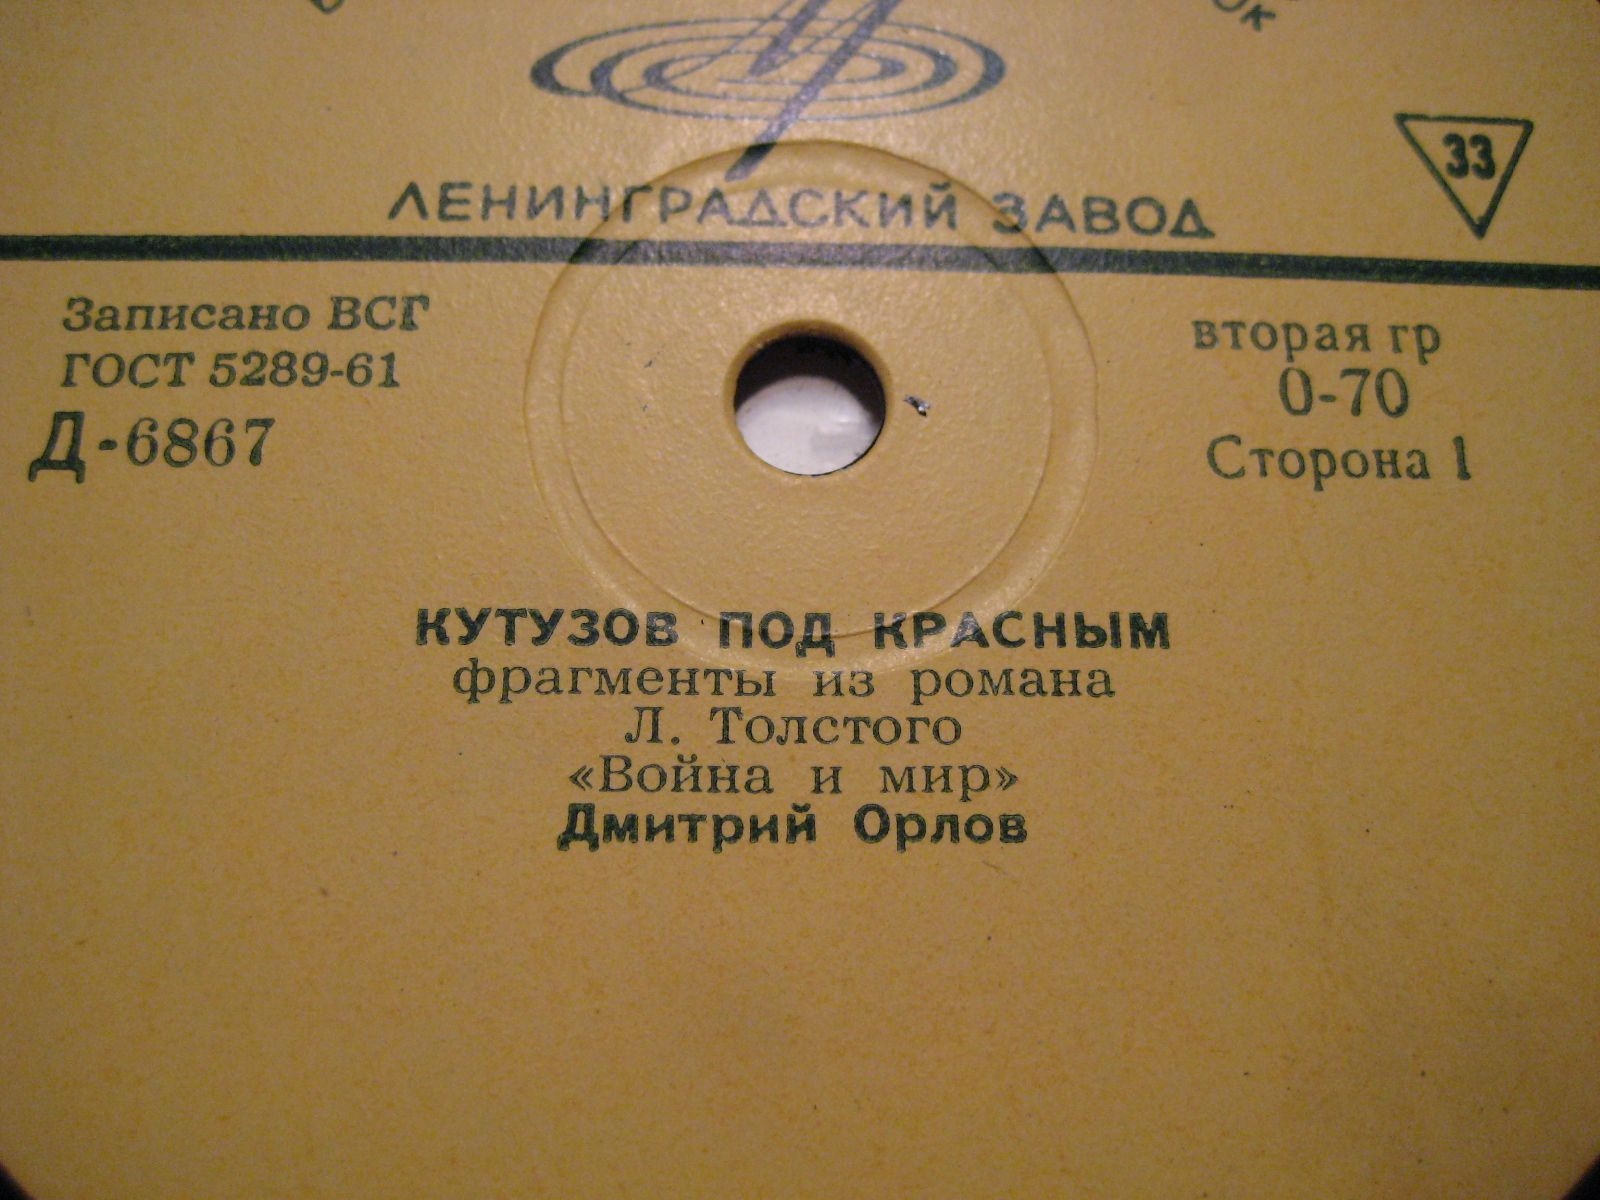 ЛЕНИНГРАДСКИЙ ЗАВОД
33
Записано ВСГ
ГОСТ 5289-61
Д-6867
вторая гр
0-70
Сторона 1
КУТУЗОВ ПОД КРАСНЫМ
фрагменты из романа
Л. Толстого
«Война и мир»
Дмитрий Орлов